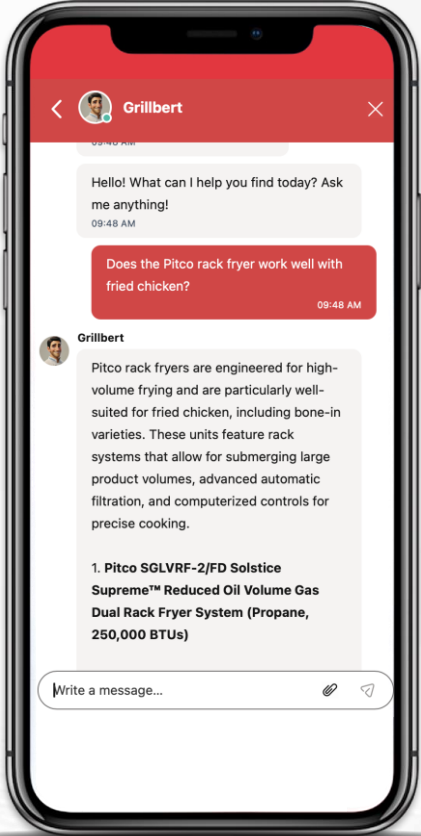 Grillbert
09:48 AM
Hello! What can I help you find today? Ask
me anything!
09:48 AM
Does the Pitco rack fryer work well with
fried chicken?
09:48 AM
Grillbert
Pitco rack fryers are engineered for high-
volume frying and are particularly well-
suited for fried chicken, including bone-in
varieties. These units feature rack
systems that allow for submerging large
product volumes, advanced automatic
filtration, and computerized controls for
precise cooking.
1. Pitco SGLVRF-2/FD Solstice
Supreme™ Reduced Oil Volume Gas
Dual Rack Fryer System (Propane,
250,000 BTUs)
Write a message...